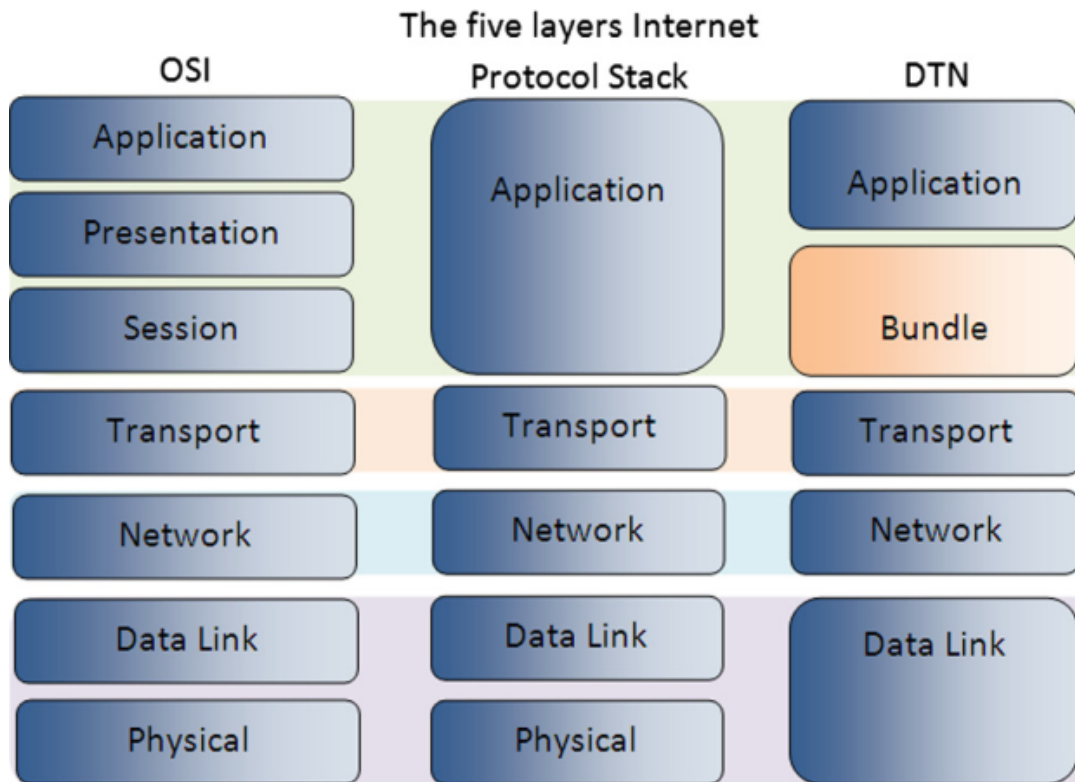 The five layers Internet
OSI
Protocol Stack
DTN
Application
Presentation
Session
Transport
Network
Data Link
Physical
Application
Transport
Network
Data Link
Physical
Application
Bundle
Transport
Network
Data Link